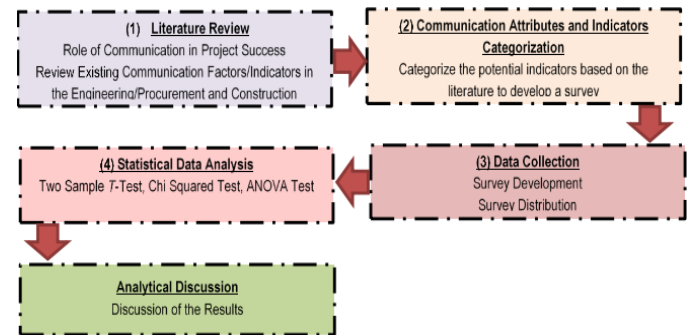 (1) Literature Review
Role of Communication in Project Success
Review Existing Communication Factors/Indicators in
the Engineering/Procurement and Construction
(2) Communication Attributes and Indicators
Categorization
Categorize the potential indicators based on the
literature to develop a survey
(3) Data Collection
Survey Development
Survey Distribution
(4) Statistical Data Analysis
Two Sample T-Test, Chi Squared Test, ANOVA Test
Analytical Discussion
Discussion of the Results